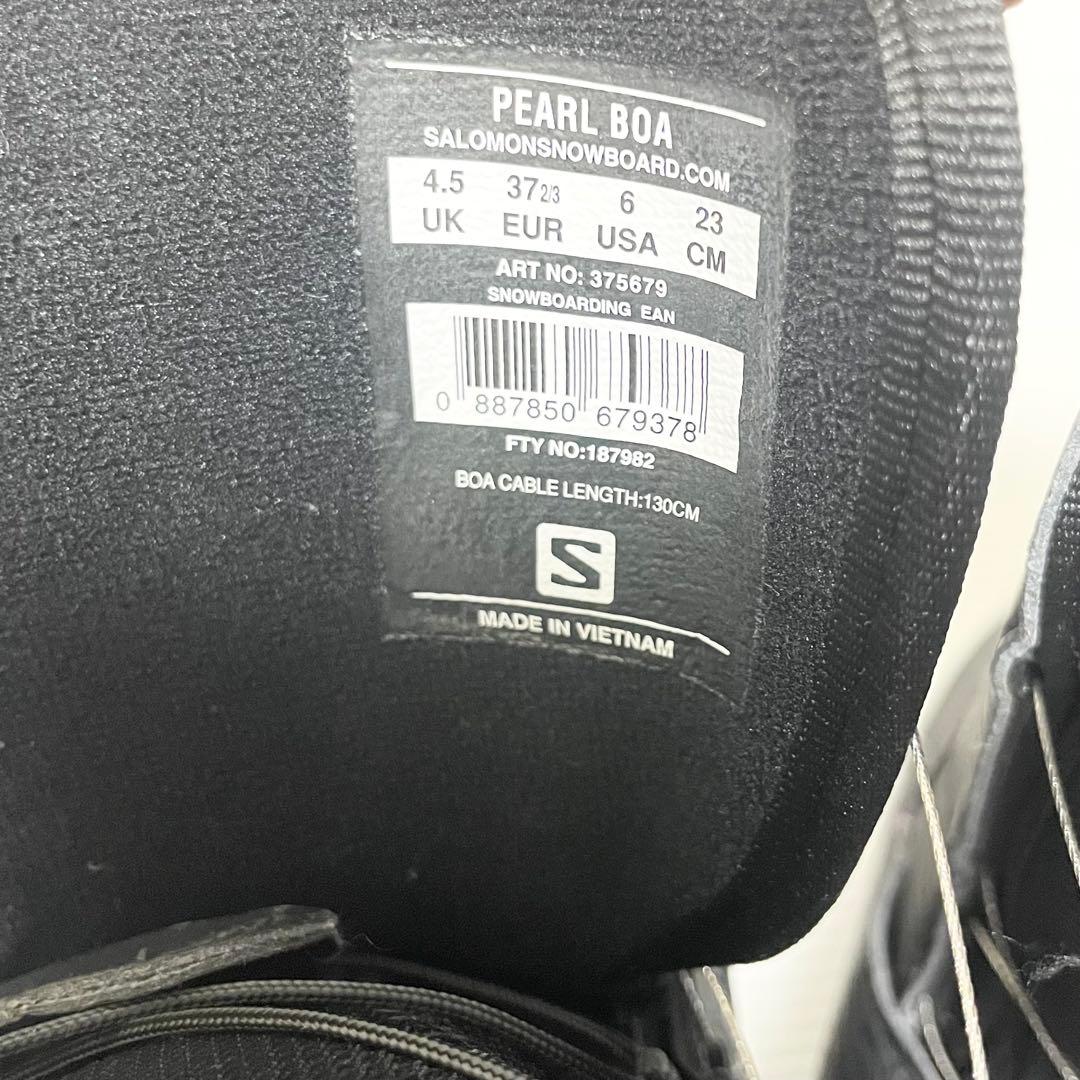 PEARL BOA
SALOMONSNOWBOARD.COM
4.5 37 2/3 6 23
UK EUR USA CM
ART NO: 375679
SNOWBOARDING EAN
0 887850 679378
FTY NO:187982
BOA CABLE LENGTH:130CM
S
MADE IN VIETNAM